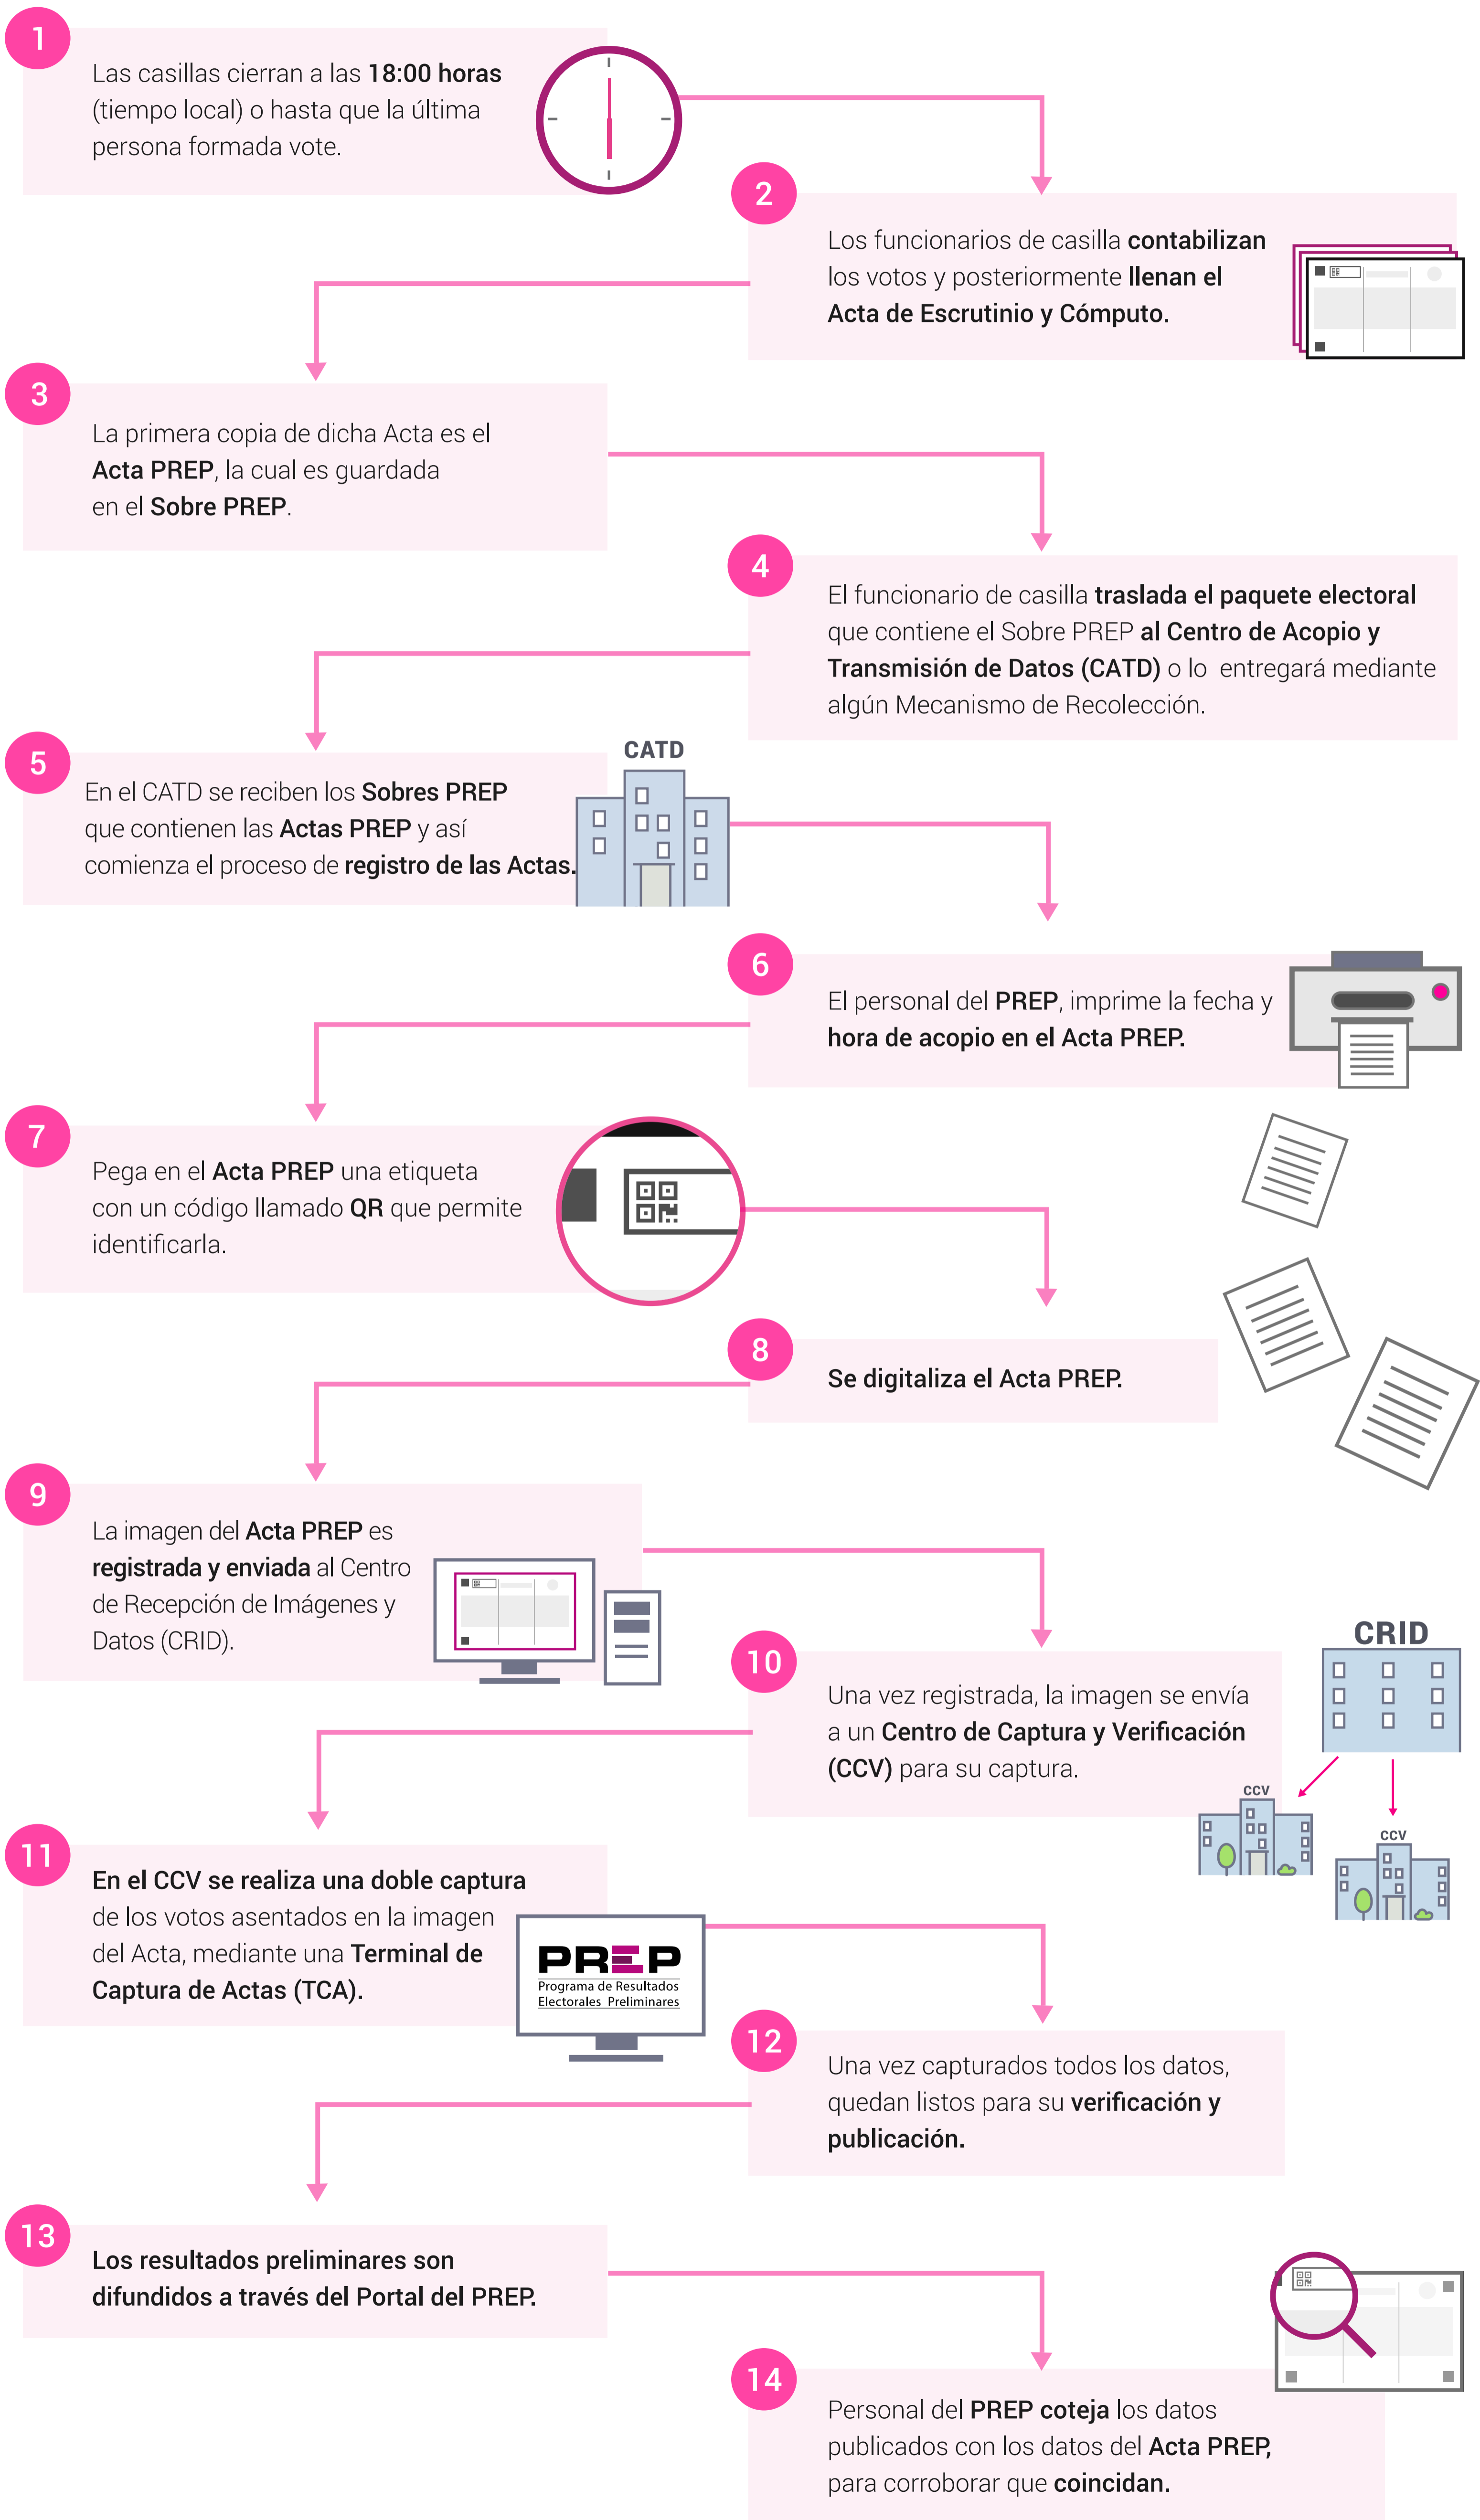 1
Las casillas cierran a las 18:00 horas
(tiempo local) o hasta que la última
persona formada vote.
2
Los funcionarios de casilla contabilizan
los votos y posteriormente llenan el
Acta de Escrutinio y Cómputo.
3
La primera copia de dicha Acta es el
Acta PREP, la cual es guardada
en el Sobre PREP.
4
El funcionario de casilla traslada el paquete electoral
que contiene el Sobre PREP al Centro de Acopio y
Transmisión de Datos (CATD) o lo entregará mediante
algún Mecanismo de Recolección.
5
En el CATD se reciben los Sobres PREP
que contienen las Actas PREP y así
comienza el proceso de registro de las Actas.
CATD
6
El personal del PREP, imprime la fecha y
hora de acopio en el Acta PREP.
7
Pega en el Acta PREP una etiqueta
con un código llamado QR que permite
identificarla.
8
Se digitaliza el Acta PREP.
9
La imagen del Acta PREP es
registrada y enviada al Centro
de Recepción de Imágenes y
Datos (CRID).
10
Una vez registrada, la imagen se envía
a un Centro de Captura y Verificación
(CCV) para su captura.
CRID
CCV
CCV
11
En el CCV se realiza una doble captura
de los votos asentados en la imagen
del Acta, mediante una Terminal de
Captura de Actas (TCA).
PREP
Programa de Resultados
Electorales Preliminares
12
Una vez capturados todos los datos,
quedan listos para su verificación y
publicación.
13
Los resultados preliminares son
difundidos a través del Portal del PREP.
14
Personal del PREP coteja los datos
publicados con los datos del Acta PREP,
para corroborar que coincidan.